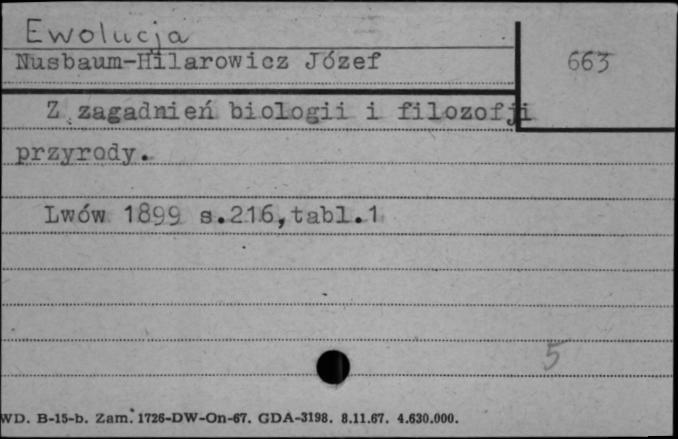 Ewolucja
Nusbaum-Hilarowicz Józef
663
Z zagadnień biologii i filozofji
przyrody.
Lwów 1899 s.216,tabl.1
5
WD. B-15-b. Zam. 1726-DW-On-67. GDA-3198. 8.11.67. 4.630.000.